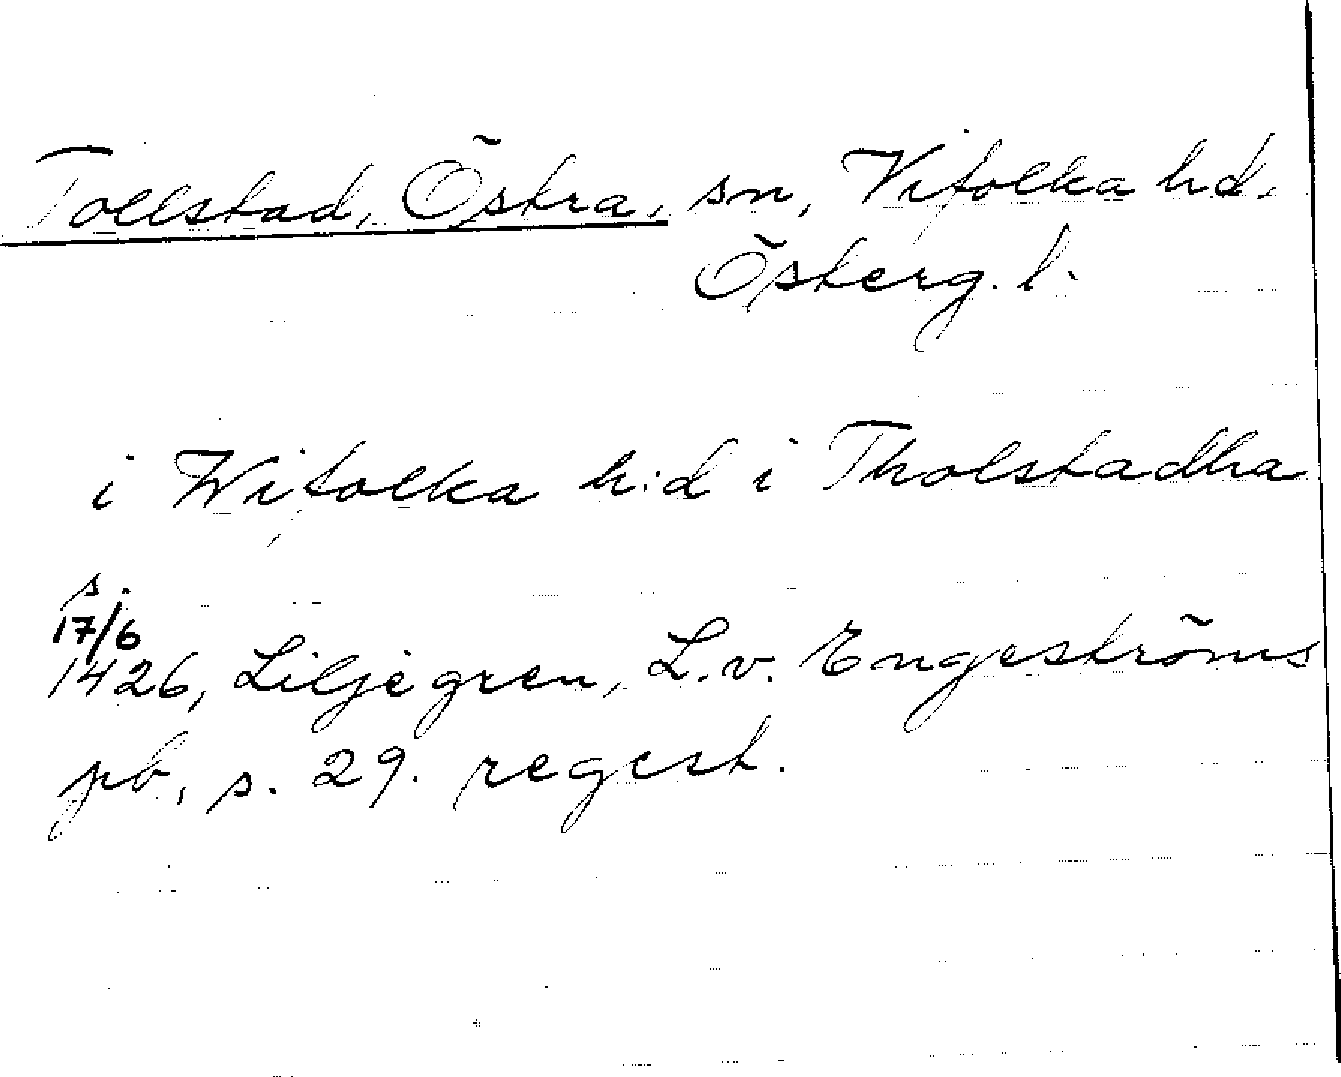 Tollstad, Östra, sn, Vifolka hd.
Österg. l.
i Wifolka h:d i Tholstadha
s.
17/6
1426, Liljegren, L. v. Engeströms
pb, s. 29. regest.